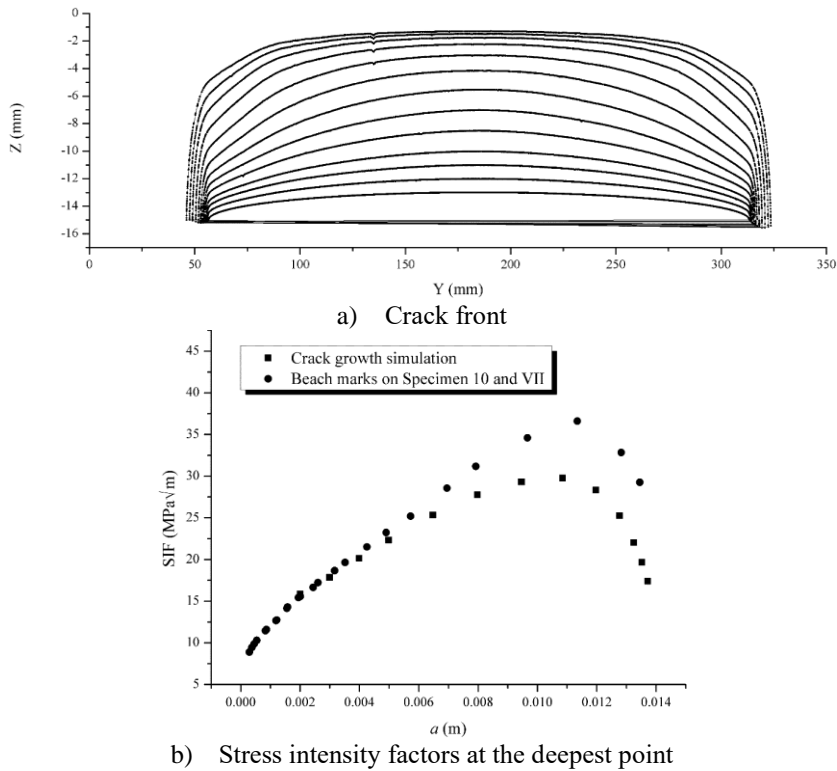 0
-2
-4
-6
-8
-10
-12
-14
-16
Z (mm)
0 50 100 150 200 250 300 350
Y (mm)
a) Crack front
45
40
35
30
25
20
15
10
5
SIF (MPa√m)
Crack growth simulation
Beach marks on Specimen 10 and VII
0.000 0.002 0.004 0.006 0.008 0.010 0.012 0.014
a (m)
b) Stress intensity factors at the deepest point